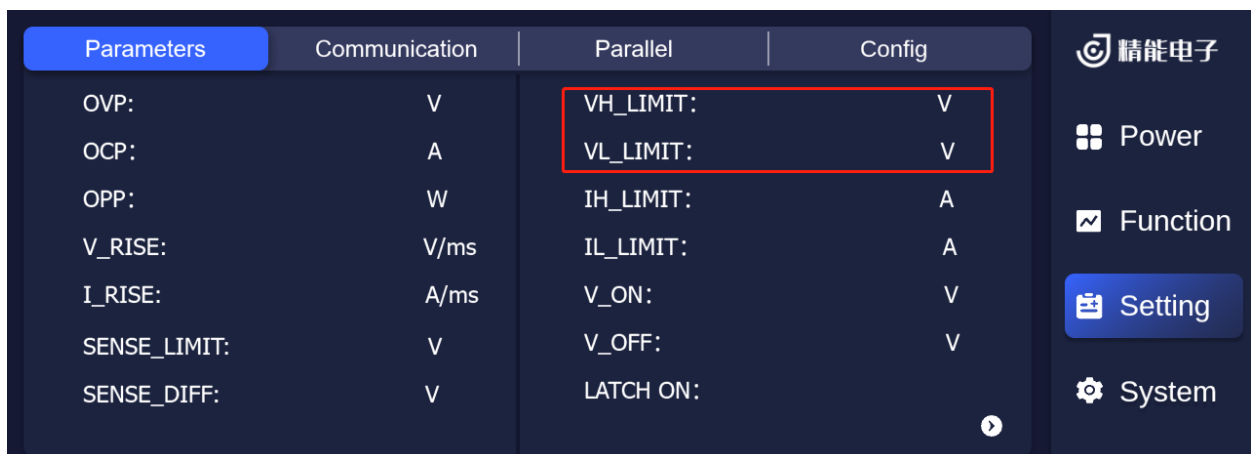 Parameters Communication Parallel Config
OVP: V
OCP: A
OPP: W
V_RISE: V/ms
I_RISE: A/ms
SENSE_LIMIT: V
SENSE_DIFF: V
VH_LIMIT: V
VL_LIMIT: V
IH_LIMIT: A
IL_LIMIT: A
V_ON: V
V_OFF: V
LATCH ON:
精能电子
Power
Function
Setting
System